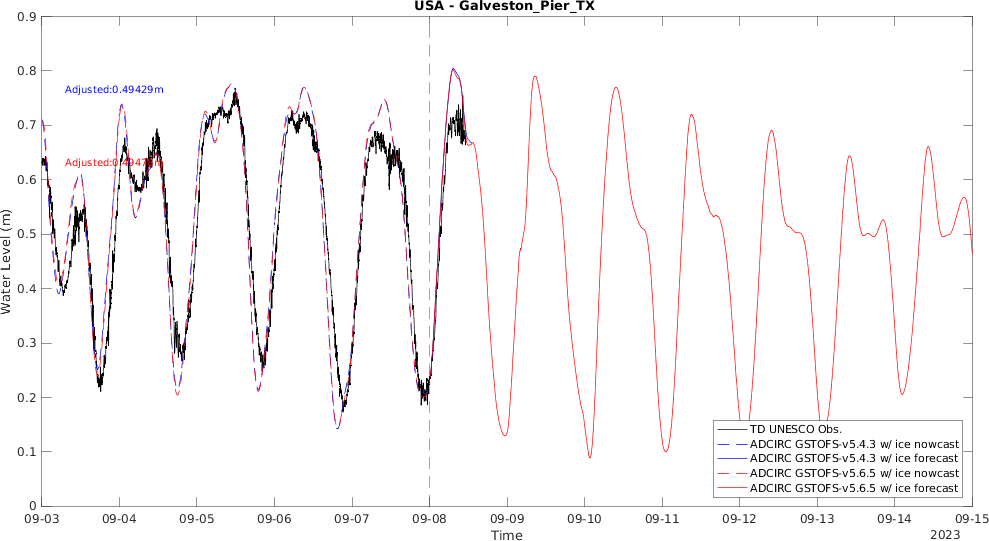 USA - Galveston_Pier_TX
0.9
0.8
0.7
0.6
0.5
0.4
0.3
0.2
0.1
0
Water Level (m)
Adjusted:0.49429m
TD UNESCO Obs.
ADCIRC GSTOFS-v5.4.3 w/ ice nowcast
ADCIRC GSTOFS-v5.4.3 w/ ice forecast
ADCIRC GSTOFS-v5.6.5 w/ ice nowcast
ADCIRC GSTOFS-v5.6.5 w/ ice forecast
09-03 09-04 09-05 09-06 09-07 09-08 09-09 09-10 09-11 09-12 09-13 09-14 09-15
Time
2023